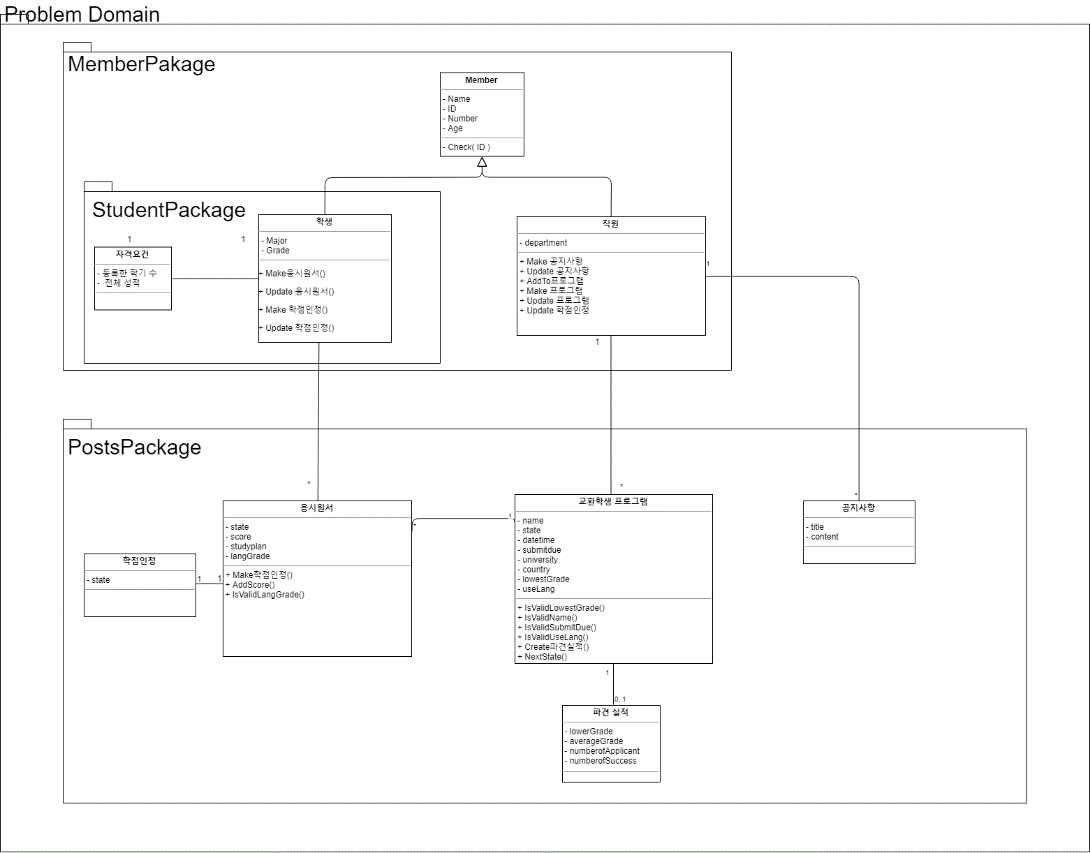 Problem Domain
MemberPakage
Member
- Name
- ID
- Number
- Age
- Check( ID )
StudentPackage
1
1
자격요건
- 등록한 학기 수
- 전체 성적
학생
- Major
- Grade
+ Make응시원서()
+ Update 응시원서()
+ Make 학점인정()
+ Update 학점인정()
직원
- department
+ Make 공지사항
+ Update 공지사항
+ AddTo프로그램
+ Make 프로그램
+ Update 프로그램
+ Update 학점인정
1
1
PostsPackage
*
*
*
학점인정
- state
1
1
응시원서
- state
- score
- studyplan
- langGrade
+ Make학점인정()
+ AddScore()
+ IsValidLangGrade()
*
1
교환학생 프로그램
- name
- state
- datetime
- submitdue
- university
- country
- lowestGrade
- useLang
+ IsValidLowestGrade()
+ IsValidName()
+ IsValidSubmitDue()
+ IsValidUseLang()
+ Create파견실적()
+ NextState()
공지사항
- title
- content
1
0..1
파견 실적
- lowerGrade
- averageGrade
- numberofApplicant
- numberofSuccess